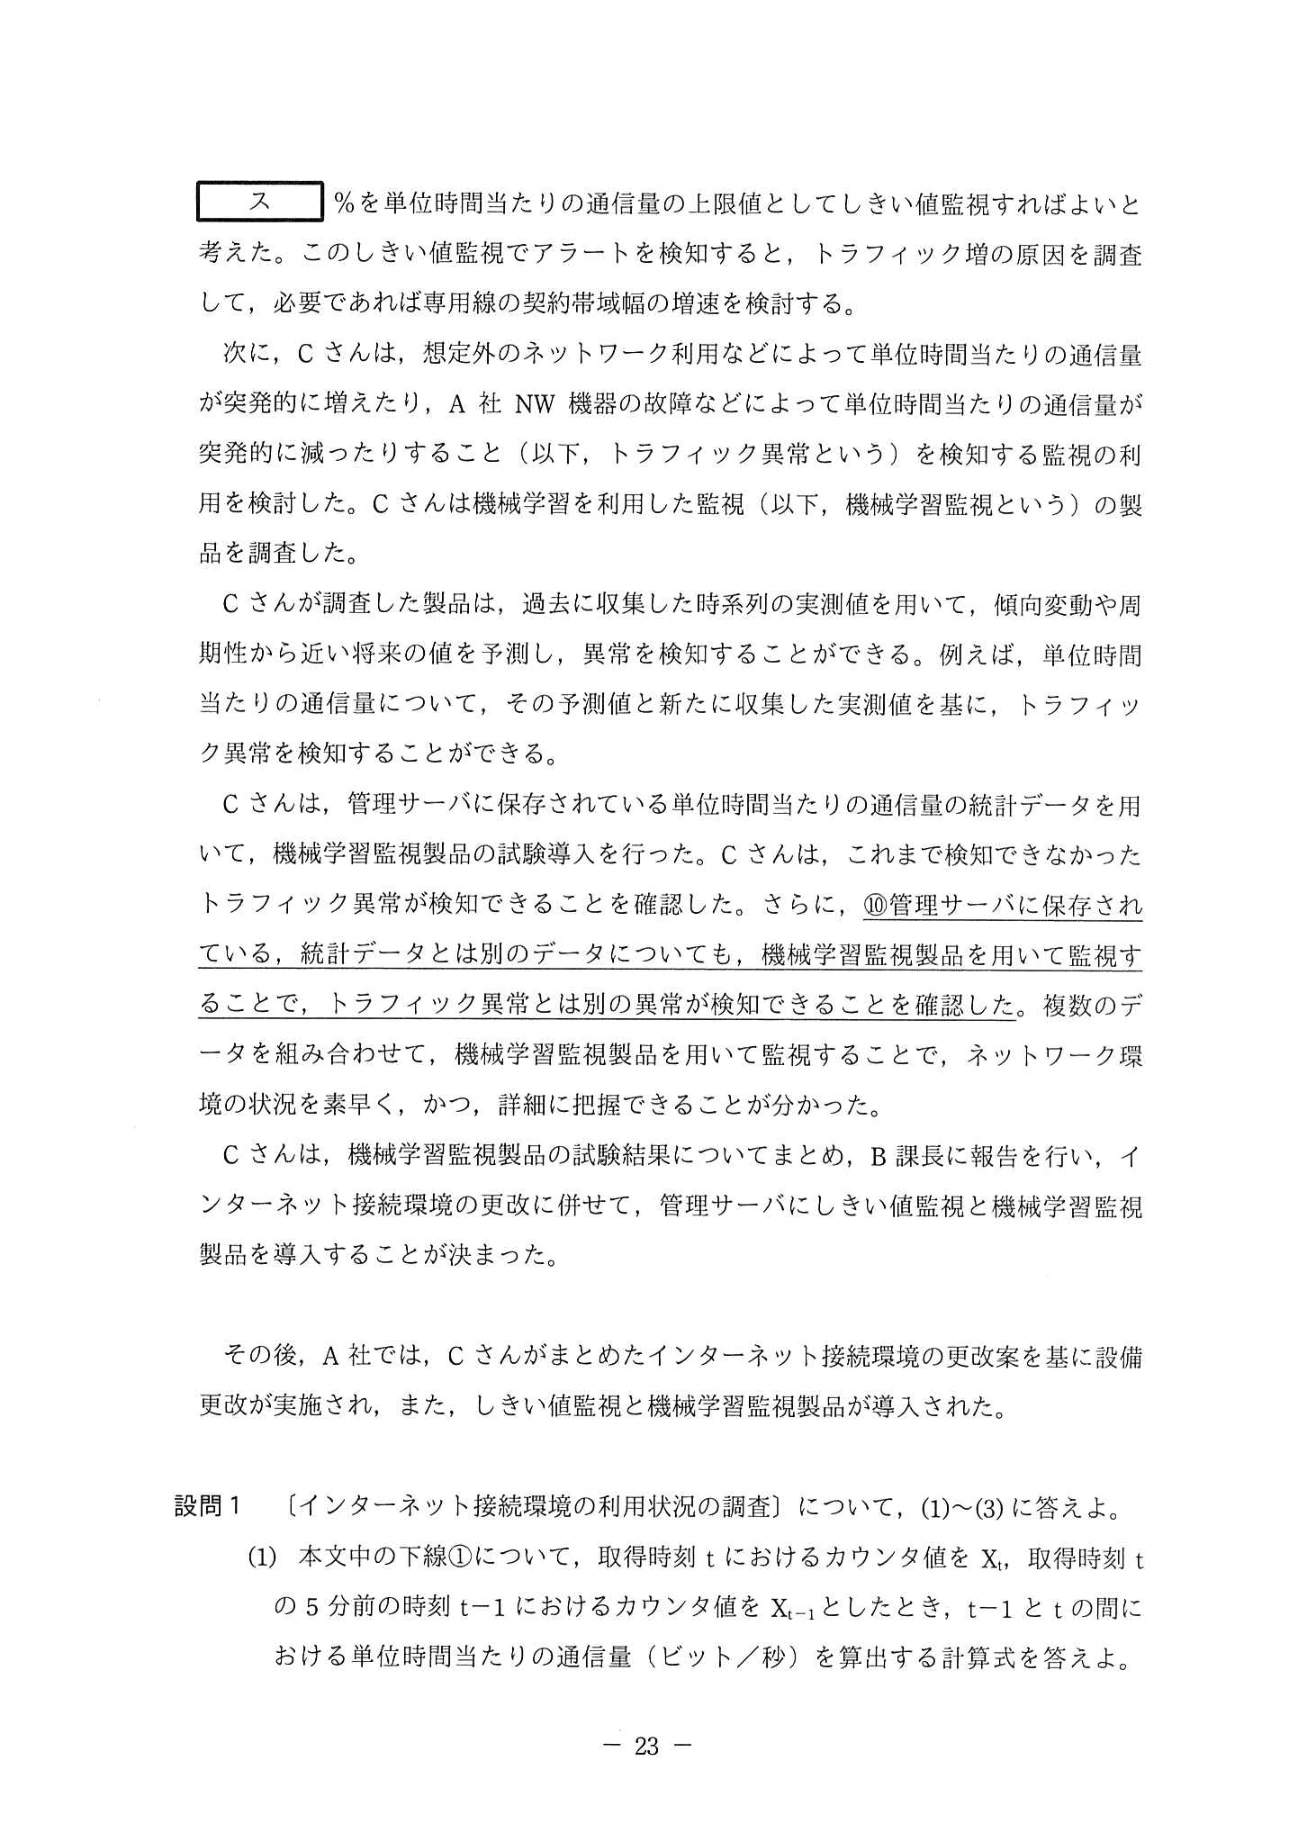 ス %を単位時間当たりの通信量の上限値としてしきい値監視すればよいと
考えた。このしきい値監視でアラートを検知すると，トラフィック増の原因を調査
して，必要であれば専用線の契約帯域幅の増速を検討する。
次に，C さんは，想定外のネットワーク利用などによって単位時間当たりの通信量
が突発的に増えたり，A 社 NW 機器の故障などによって単位時間当たりの通信量が
突発的に減ったりすること（以下，トラフィック異常という）を検知する監視の利
用を検討した。C さんは機械学習を利用した監視（以下，機械学習監視という）の製
品を調査した。
C さんが調査した製品は，過去に収集した時系列の実測値を用いて，傾向変動や周
期性から近い将来の値を予測し，異常を検知することができる。例えば，単位時間
当たりの通信量について，その予測値と新たに収集した実測値を基に，トラフィッ
ク異常を検知することができる。
C さんは，管理サーバに保存されている単位時間当たりの通信量の統計データを用
いて，機械学習監視製品の試験導入を行った。C さんは，これまで検知できなかった
トラフィック異常が検知できることを確認した。さらに，⑩管理サーバに保存され
ている，統計データとは別のデータについても，機械学習監視製品を用いて監視す
ることで，トラフィック異常とは別の異常が検知できることを確認した。複数のデ
ータを組み合わせて，機械学習監視製品を用いて監視することで，ネットワーク環
境の状況を素早く，かつ，詳細に把握できることが分かった。
C さんは，機械学習監視製品の試験結果についてまとめ，B 課長に報告を行い，イ
ンターネット接続環境の更改に併せて，管理サーバにしきい値監視と機械学習監視
製品を導入することが決まった。
その後，A 社では，C さんがまとめたインターネット接続環境の更改案を基に設備
更改が実施され，また，しきい値監視と機械学習監視製品が導入された。
設問1 〔インターネット接続環境の利用状況の調査〕について，(1)～(3) に答えよ。
(1) 本文中の下線①について，取得時刻 t におけるカウンタ値を Xt，取得時刻 t
の 5 分前の時刻 t－1 におけるカウンタ値を Xt－1としたとき，t－1 と t の間に
おける単位時間当たりの通信量（ビット／秒）を算出する計算式を答えよ。
－ 23 －